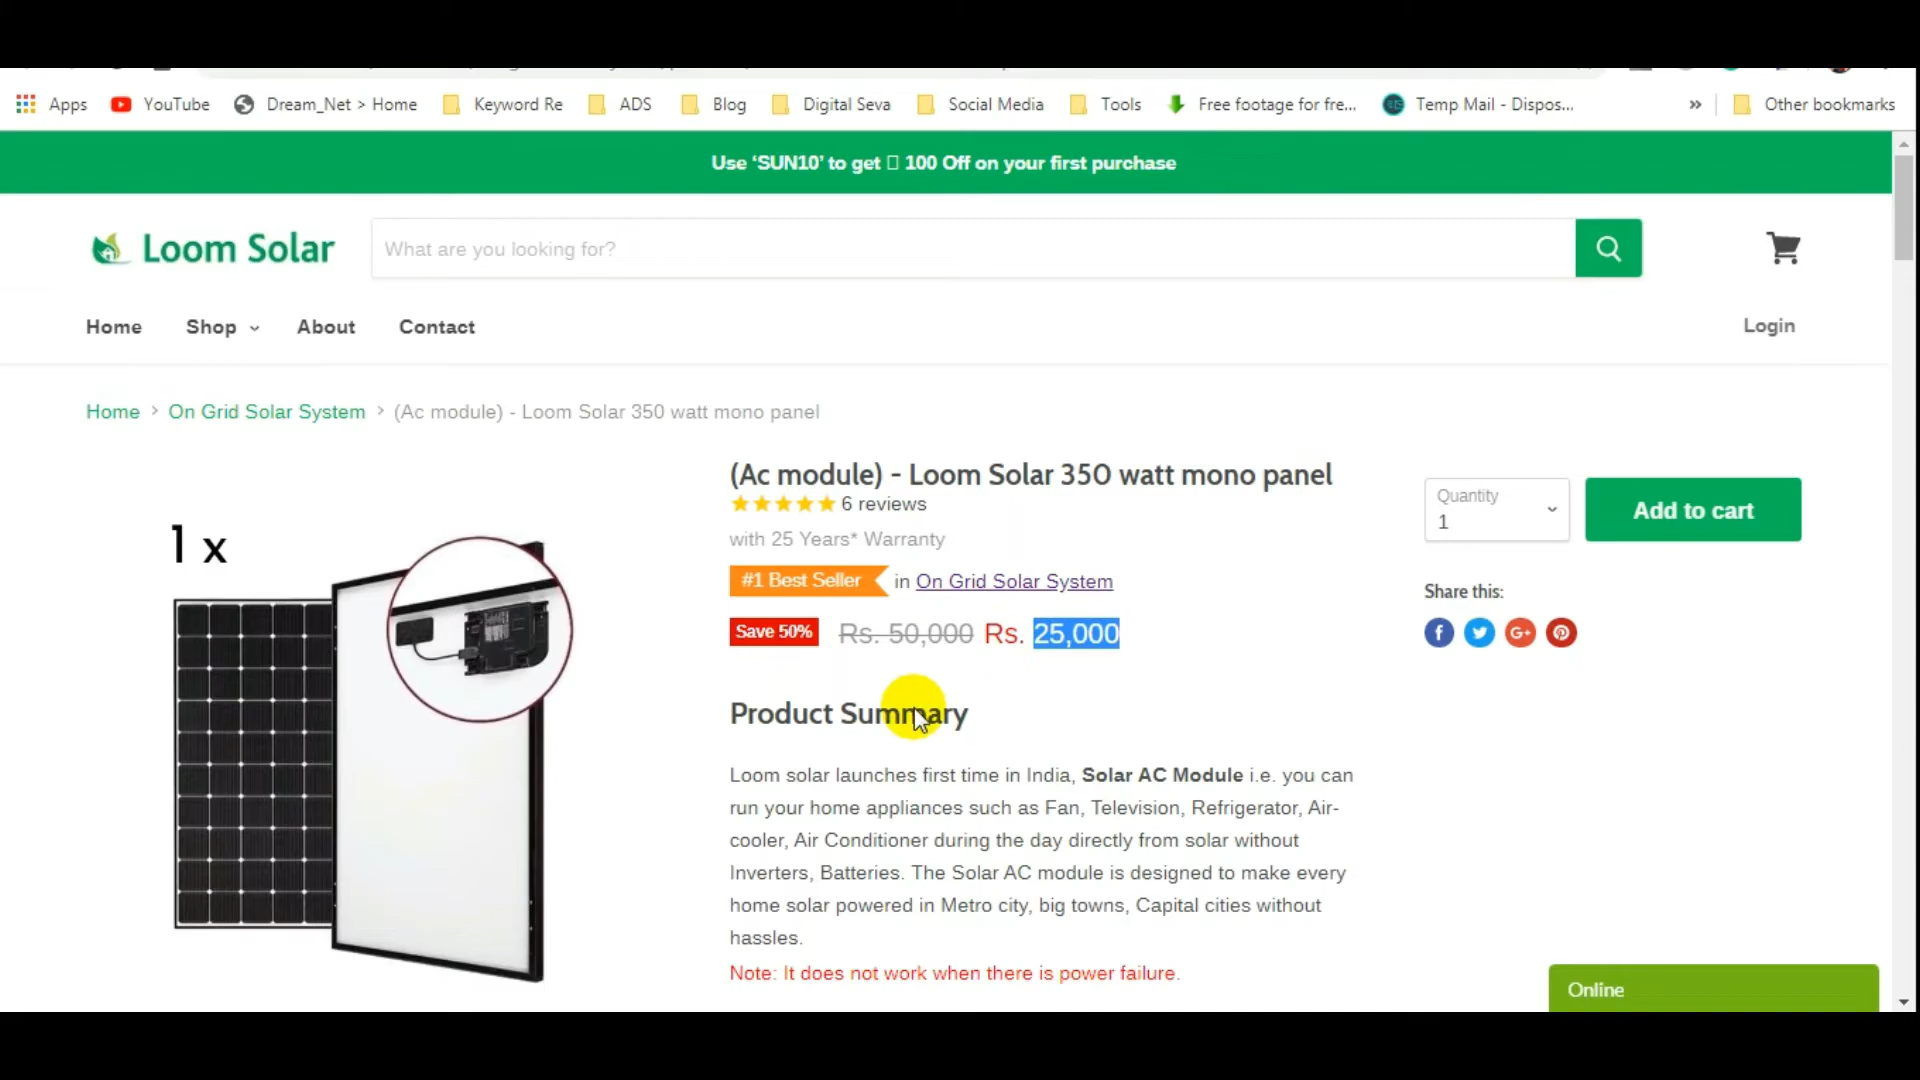 Apps YouTube Dream_Net > Home Keyword Re ADS Blog Digital Seva Social Media Tools Free footage for fre... Temp Mail - Dispos... » Other bookmarks
Use ‘SUN10’ to get 100 Off on your first purchase
Loom Solar What are you looking for?
Home Shop About Contact Login
Home > On Grid Solar System > (Ac module) - Loom Solar 350 watt mono panel
(Ac module) - Loom Solar 350 watt mono panel
6 reviews
with 25 Years* Warranty
#1 Best Seller in On Grid Solar System
Save 50% Rs. 50,000 Rs. 25,000
Quantity
1
Add to cart
Share this:
1 x
Product Summary
Loom solar launches first time in India, Solar AC Module i.e. you can
run your home appliances such as Fan, Television, Refrigerator, Air-
cooler, Air Conditioner during the day directly from solar without
Inverters, Batteries. The Solar AC module is designed to make every
home solar powered in Metro city, big towns, Capital cities without
hassles.
Note: It does not work when there is power failure.
Online